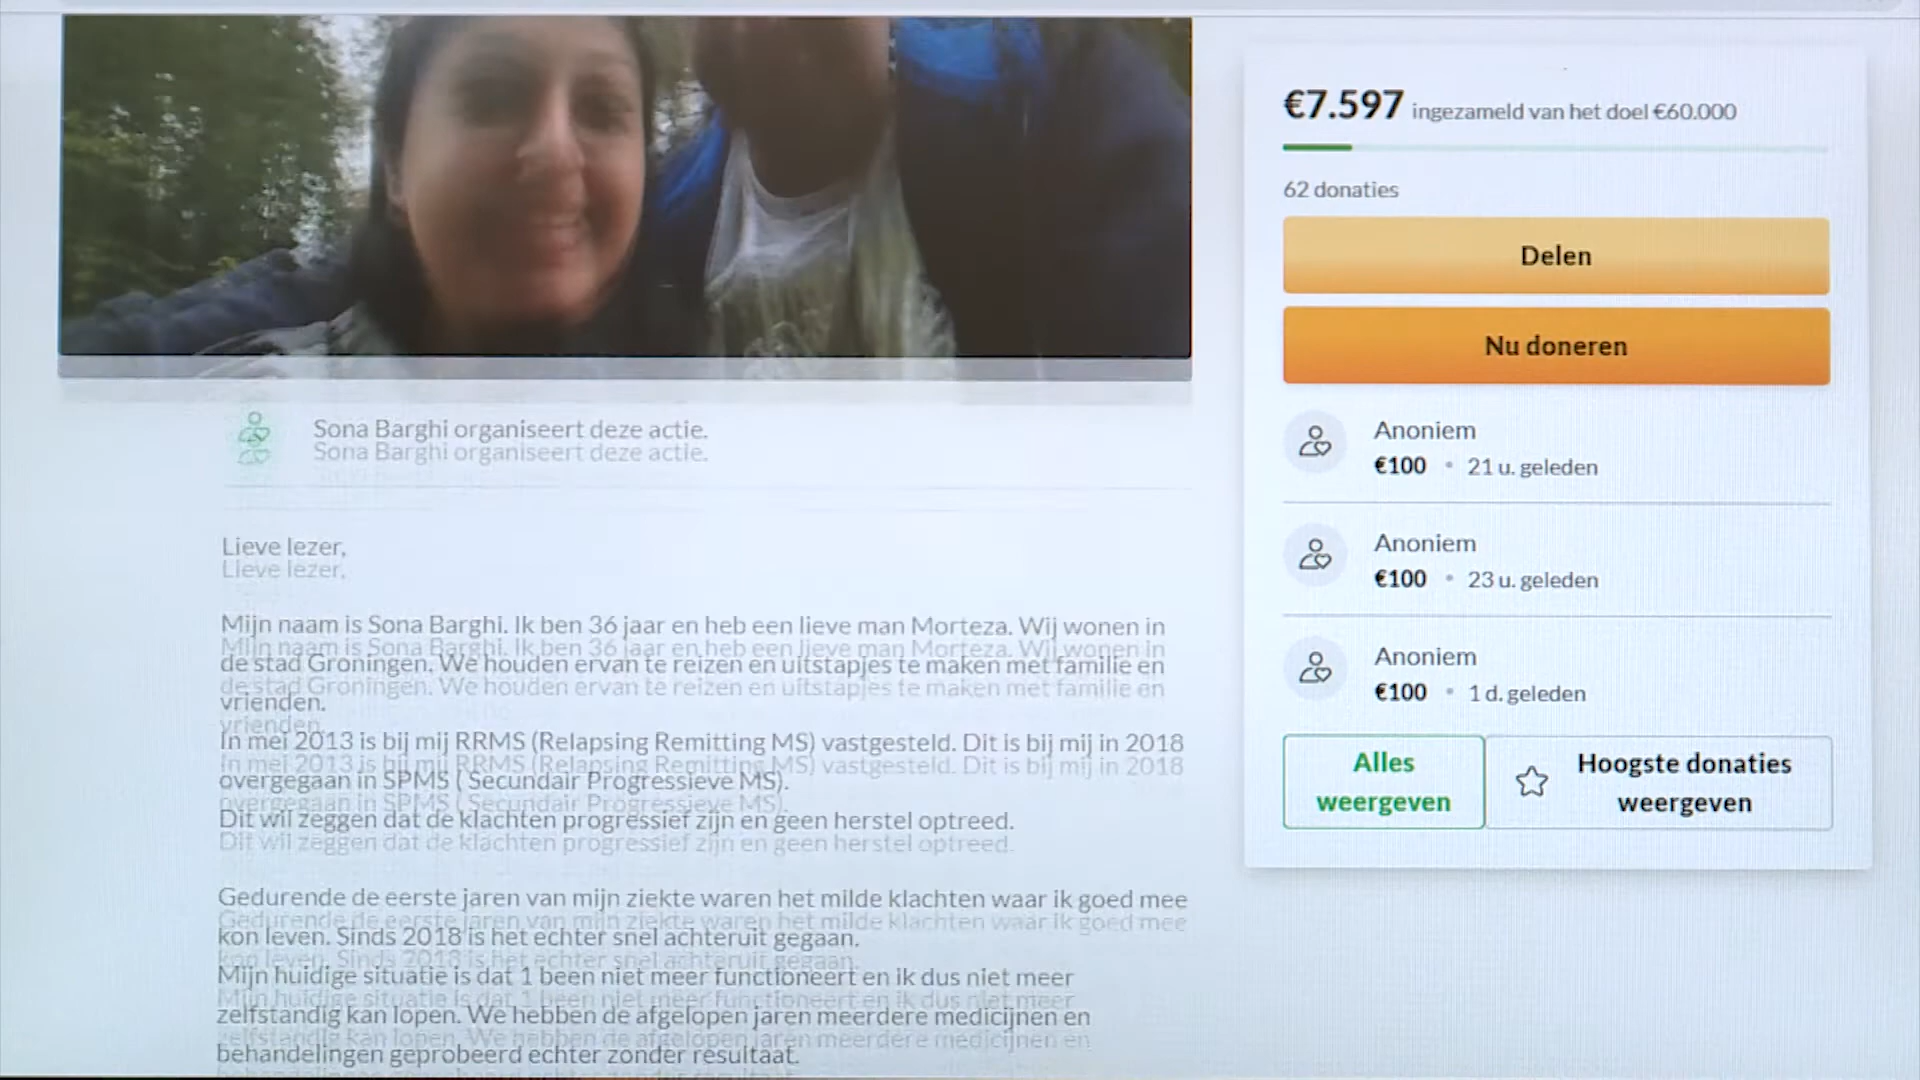 €7.597 ingezameld van het doel €60.000
62 donaties
Delen
Nu doneren
Anoniem
€100 • 21 u. geleden
Anoniem
€100 • 23 u. geleden
Anoniem
€100 • 1 d. geleden
Alles
weergeven
Hoogste donaties
weergeven
Sona Barghi organiseert deze actie.
Lieve lezer,
Mijn naam is Sona Barghi. Ik ben 36 jaar en heb een lieve man Morteza. Wij wonen in
de stad Groningen. We houden ervan te reizen en uitstapjes te maken met familie en
vrienden.
In mei 2013 is bij mij RRMS (Relapsing Remitting MS) vastgesteld. Dit is bij mij in 2018
overgegaan in SPMS ( Secundair Progressieve MS).
Dit wil zeggen dat de klachten progressief zijn en geen herstel optreed.
Gedurende de eerste jaren van mijn ziekte waren het milde klachten waar ik goed mee
kon leven. Sinds 2018 is het echter snel achteruit gegaan.
Mijn huidige situatie is dat 1 been niet meer functioneert en ik dus niet meer
zelfstandig kan lopen. We hebben de afgelopen jaren meerdere medicijnen en
behandelingen geprobeerd echter zonder resultaat.